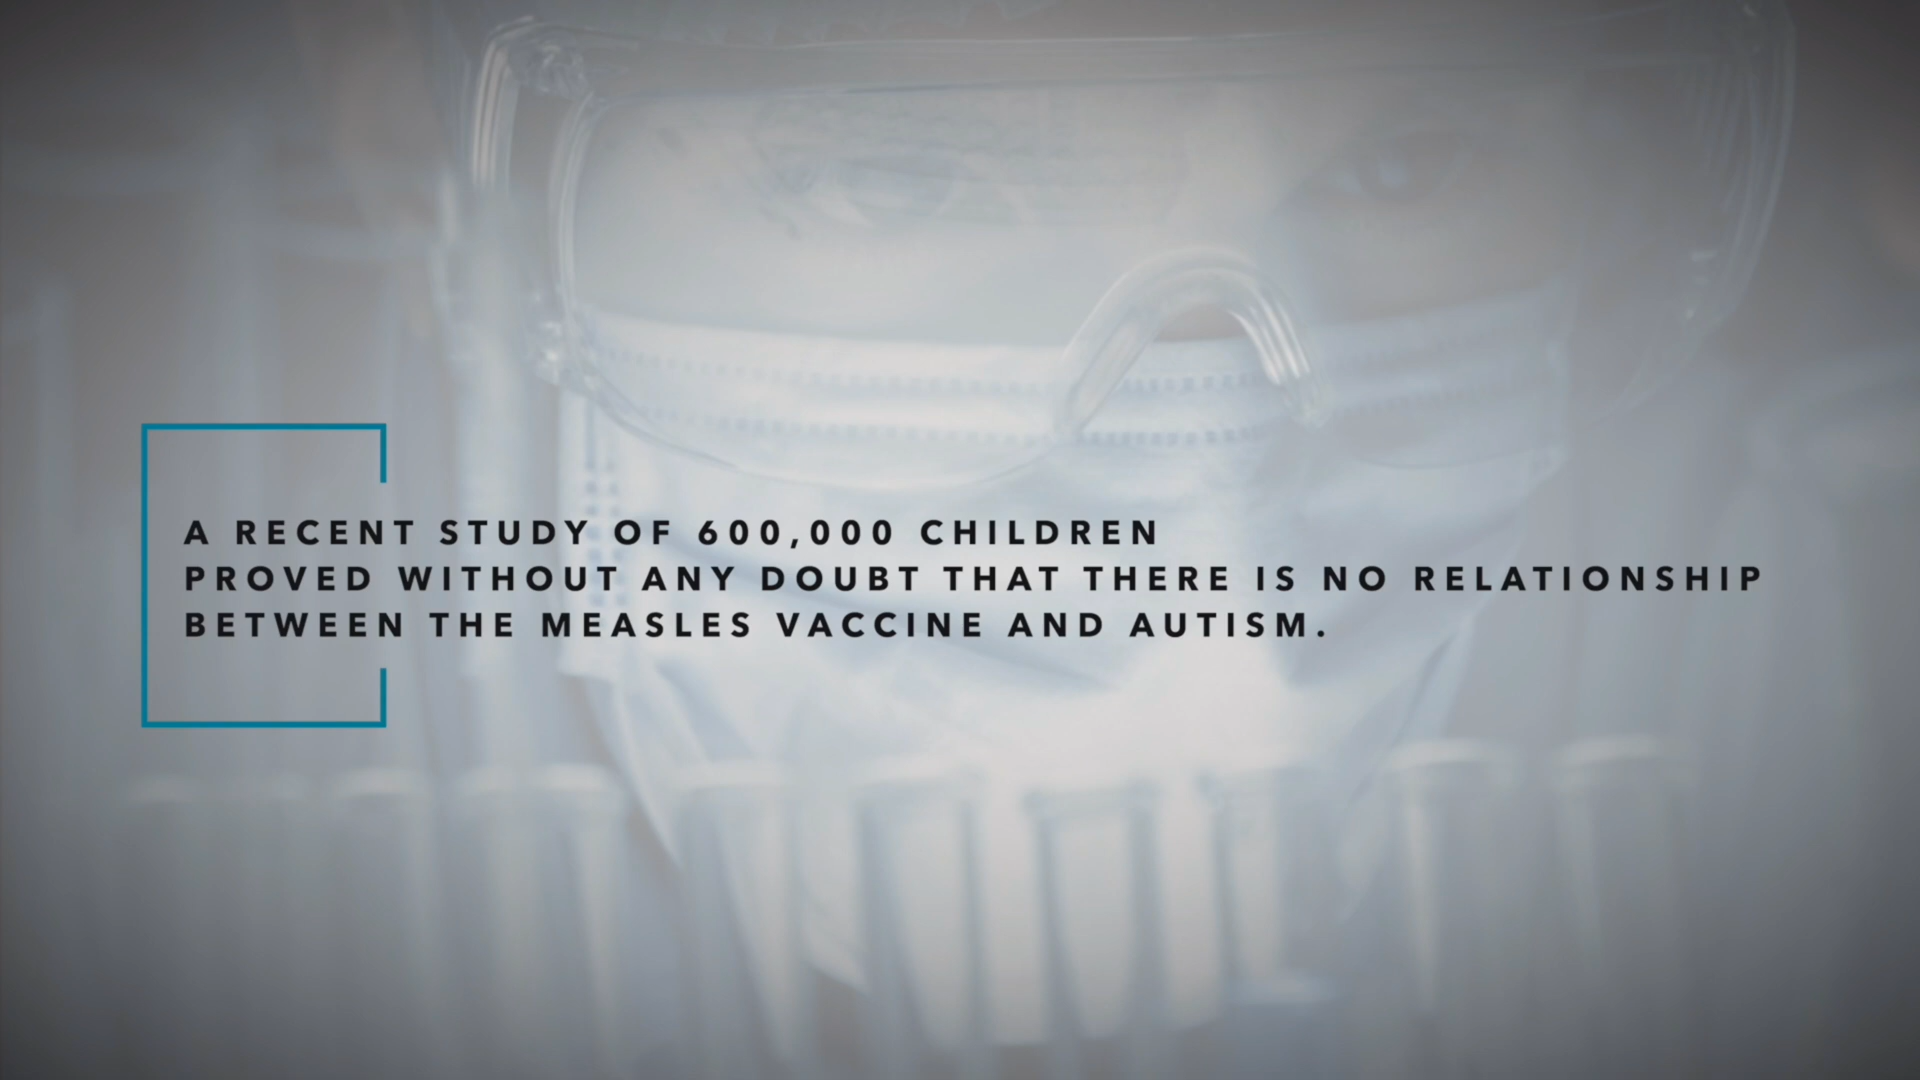 A RECENT STUDY OF 600,000 CHILDREN
PROVED WITHOUT ANY DOUBT THAT THERE IS NO RELATIONSHIP
BETWEEN THE MEASLES VACCINE AND AUTISM.